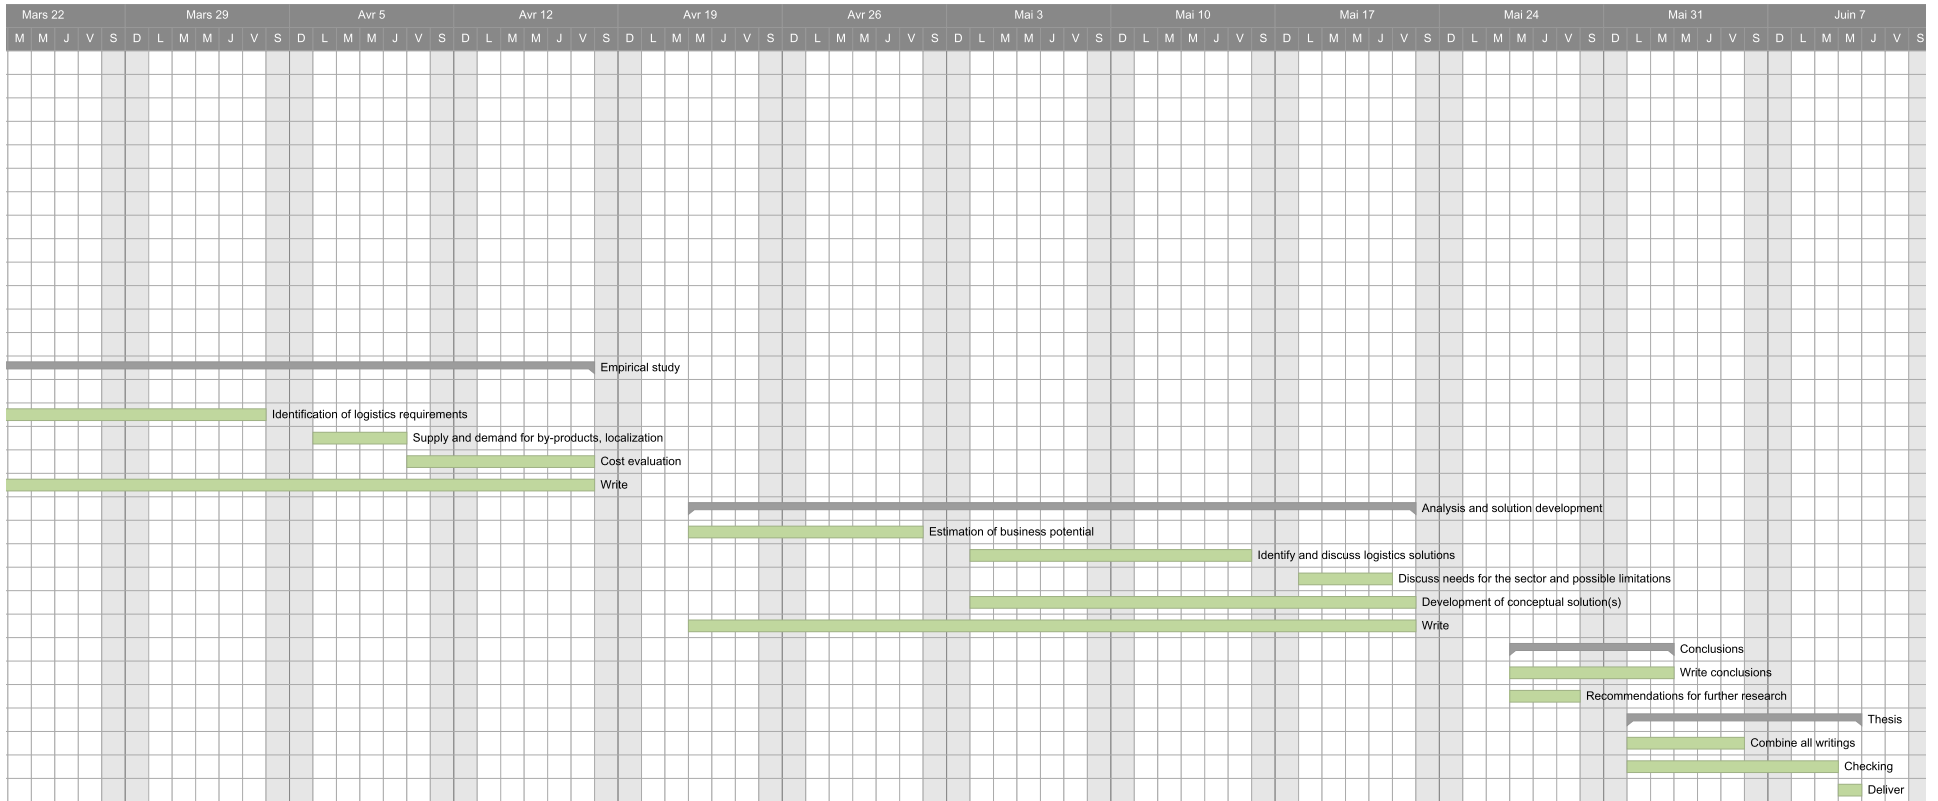 Mars 22 Mars 29 Avr 5 Avr 12 Avr 19 Avr 26 Mai 3 Mai 10 Mai 17 Mai 24 Mai 31 Juin 7
M M J V S D L M M J V S D L M M J V S D L M M J V S D L M M J V S D L M M J V S D L M M J V S D L M M J V S D L M M J V S D L M M J V S D L M M J V S D L M M J V S
Empirical study
Identification of logistics requirements
Supply and demand for by-products, localization
Cost evaluation
Write
Analysis and solution development
Estimation of business potential
Identify and discuss logistics solutions
Discuss needs for the sector and possible limitations
Development of conceptual solution(s)
Write
Conclusions
Write conclusions
Recommendations for further research
Thesis
Combine all writings
Checking
Deliver